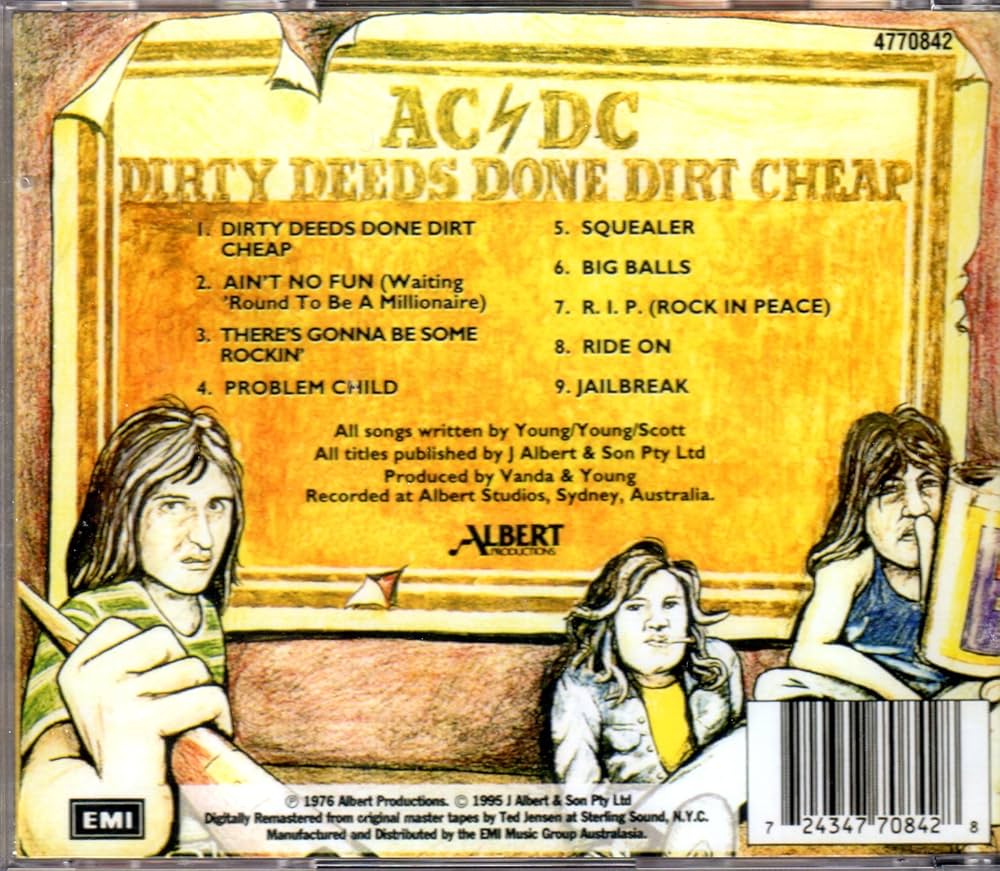 4770842
AC⚡DC
DIRTY DEEDS DONE DIRT CHEAP
1. DIRTY DEEDS DONE DIRT
CHEAP
2. AIN'T NO FUN (Waiting
'Round To Be A Millionaire)
3. THERE'S GONNA BE SOME
ROCKIN'
4. PROBLEM CHILD
5. SQUEALER
6. BIG BALLS
7. R. I. P. (ROCK IN PEACE)
8. RIDE ON
9. JAILBREAK
All songs written by Young/Young/Scott
All titles published by J Albert & Son Pty Ltd
Produced by Vanda & Young
Recorded at Albert Studios, Sydney, Australia.
ALBERT
PRODUCTIONS
EMI
℗ 1976 Albert Productions. © 1995 J Albert & Son Pty Ltd
Digitally Remastered from original master tapes by Ted Jensen at Sterling Sound, N.Y.C.
Manufactured and Distributed by the EMI Music Group Australasia.
7 24347 70842 8